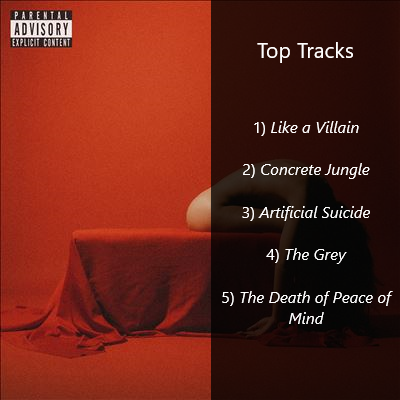 PARENTAL
ADVISORY
EXPLICIT CONTENT
Top Tracks
1) Like a Villain
2) Concrete Jungle
3) Artificial Suicide
4) The Grey
5) The Death of Peace of
Mind